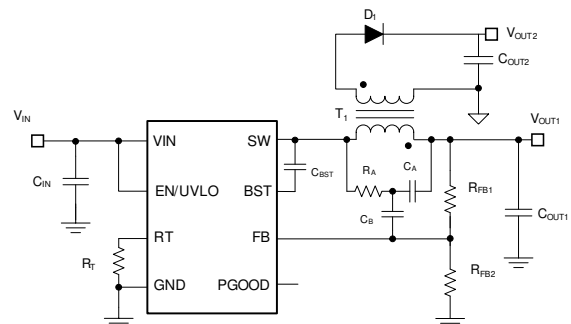 D1
VOUT2
COUT2
T1
VIN
VOUT1
VIN
SW
CBST
RA
CA
CIN
EN/UVLO
BST
RFB1
COUT1
CB
RT
FB
RT
RFB2
GND
PGOOD